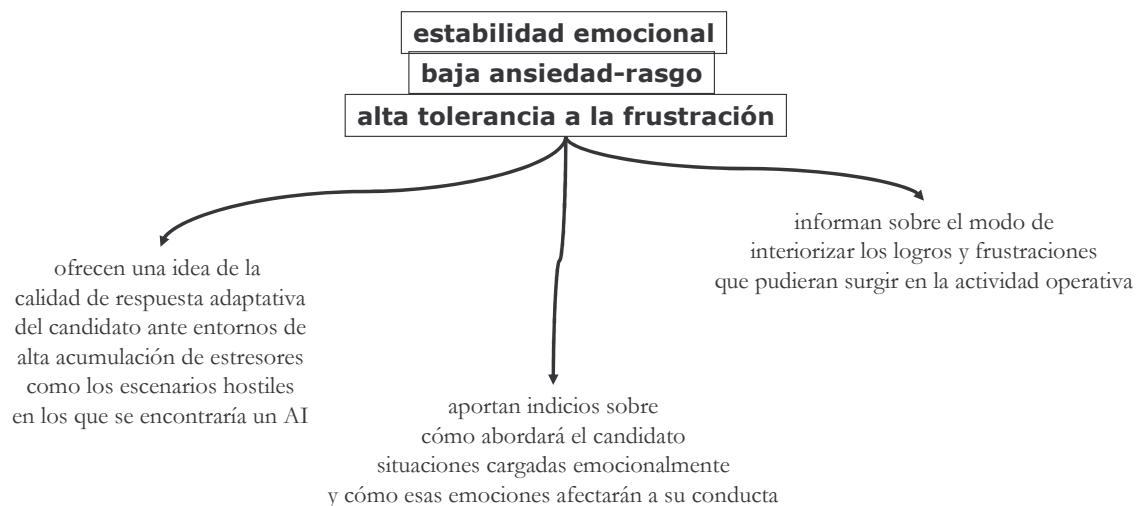 estabilidad emocional
baja ansiedad-rasgo
alta tolerancia a la frustración
ofrecen una idea de la
calidad de respuesta adaptativa
del candidato ante entornos de
alta acumulación de estresores
como los escenarios hostiles
en los que se encontraría un AI
aportan indicios sobre
cómo abordará el candidato
situaciones cargadas emocionalmente
y cómo esas emociones afectarán a su conducta
informan sobre el modo de
interiorizar los logros y frustraciones
que pudieran surgir en la actividad operativa